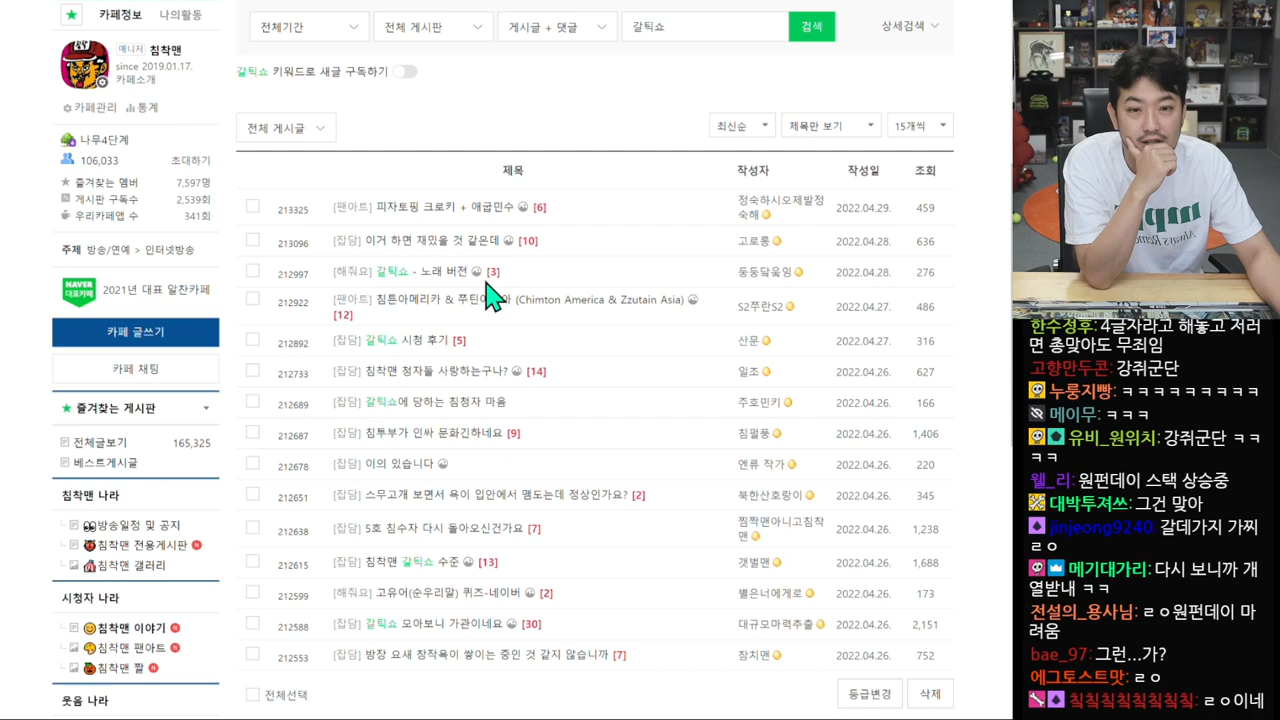 카페정보 나의활동
매니저 침착맨
since 2019.01.17.
카페소개
카페관리 통계
나무4단계
106,033 초대하기
즐겨찾는 멤버 7,597명
게시판 구독수 2,539회
우리카페앱 수 341회
주제 방송/연예 > 인터넷방송
NAVER
대표카페
2021년 대표 알찬카페
카페 글쓰기
카페 채팅
즐겨찾는 게시판
전체글보기 165,325
베스트게시글
침착맨 나라
방송일정 및 공지
침착맨 전용게시판 N
침착맨 갤러리
시청자 나라
침착맨 이야기 N
침착맨 팬아트 N
침착맨 짤 N
웃음 나라
전체기간 전체 게시판 게시글 + 댓글 갈틱쇼 검색 상세검색
갈틱쇼 키워드로 새글 구독하기
전체 게시글 최신순 제목만 보기 15개씩
제목 작성자 작성일 조회
213325 [팬아트] 피자토핑 크로키 + 애굽민수 [6] 정숙하시오제발정숙해 2022.04.29. 459
213096 [잡담] 이거 하면 재밌을 것 같은데 [10] 고로롱 2022.04.28. 636
212997 [해줘요] 갈틱쇼 - 노래 버전 [3] 둥둥닥웅잉 2022.04.28. 276
212922 [팬아트] 침튼아메리카 & 쭈틴 (Chimton America & Zzutain Asia) [12] S2쭈란S2 2022.04.27. 486
212892 [잡담] 갈틱쇼 시청 후기 [5] 산문 2022.04.27. 316
212733 [잡담] 침착맨 청자들 사랑하는구나? [14] 일조 2022.04.26. 627
212689 [잡담] 갈틱쇼에 당하는 침청자 마음 주호민키 2022.04.26. 166
212687 [잡담] 침투부가 인싸 문화긴하네요 [9] 침펄풍 2022.04.26. 1,406
212678 [잡담] 이의 있습니다 엔류 작가 2022.04.26. 220
212651 [잡담] 스무고개 보면서 욕이 입안에서 맴도는데 정상인가요? [2] 북한산호랑이 2022.04.26. 345
212638 [잡담] 5호 침수자 다시 돌아오신건가요 [7] 찜찍맨아니고침착맨 2022.04.26. 1,238
212615 [잡담] 침착맨 갈틱쇼 수준 [13] 갯벌맨 2022.04.26. 1,688
212599 [해줘요] 고유어(순우리말) 퀴즈-네이버 [2] 별은너에게로 2022.04.26. 173
212588 [잡담] 갈틱쇼 모아보니 가관이네요 [30] 대규모마력추출 2022.04.26. 2,151
212553 [잡담] 방장 요새 창작욕이 쌓이는 중인 것 같지 않습니까 [7] 참치맨 2022.04.26. 752
전체선택 등급변경 삭제
한수정후: 4글자라고 해놓고 저러
면 총맞아도 무죄임
고향만두콘: 강쥐군단
누룽지빵: ㅋㅋㅋㅋㅋㅋㅋㅋㅋ
메이무: ㅋㅋㅋ
유비_원위치: 강쥐군단 ㅋㅋ
ㅋㅋ
웰_리: 원펀데이 스택 상승중
대박투져쓰: 그건 맞아
jinjeong9240: 갈데가지 가찌
ㄹㅇ
메기대가리: 다시 보니까 개
열받내 ㅋㅋ
전설의_용사님: ㄹㅇ원펀데이 마
려움
bae_97: 그런...가?
에그토스트맛: ㄹㅇ
칰칰칰칰칰칰칰칰: ㄹㅇ이네